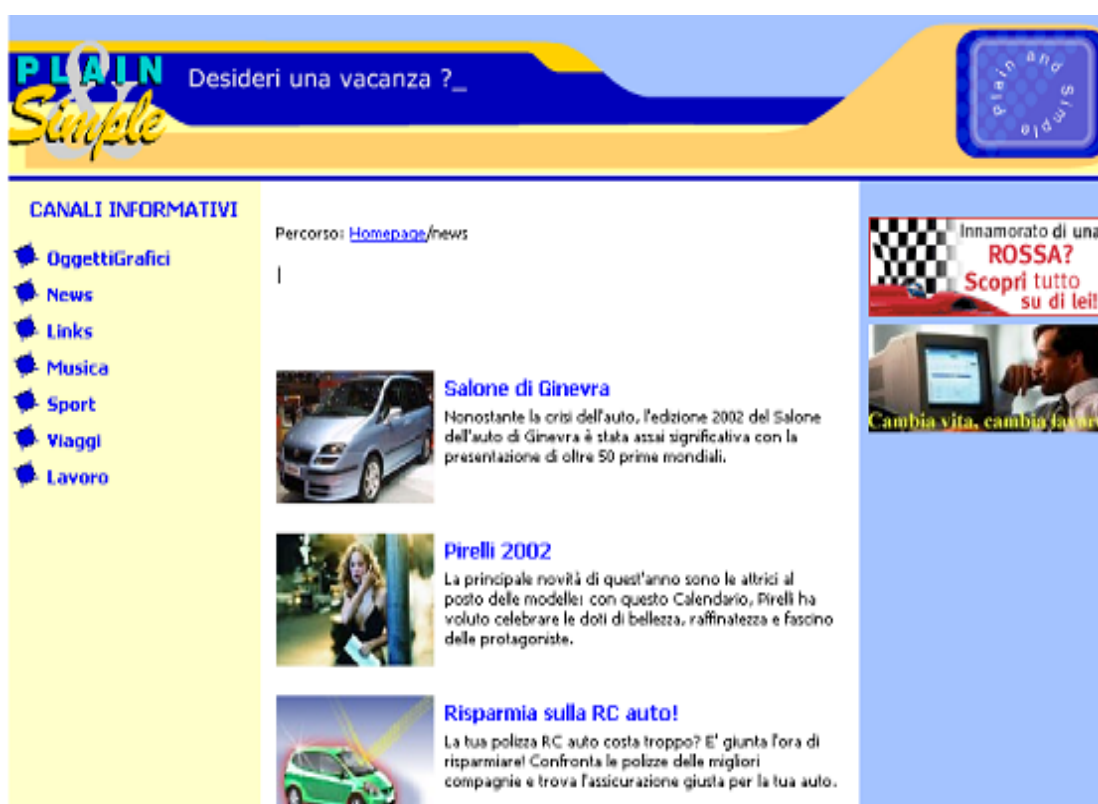 PLAIN
&
Simple
Desideri una vacanza ?_
plain and Simple
CANALI INFORMATIVI
OggettiGrafici
News
Links
Musica
Sport
Viaggi
Lavoro
Percorso: Homepage/news
Salone di Ginevra
Nonostante la crisi dell'auto, l'edizione 2002 del Salone
dell'auto di Ginevra è stata assai significativa con la
presentazione di oltre 50 prime mondiali.
Pirelli 2002
La principale novità di quest'anno sono le attrici al
posto delle modelle: con questo Calendario, Pirelli ha
voluto celebrare le doti di bellezza, raffinatezza e fascino
delle protagoniste.
Risparmia sulla RC auto!
La tua polizza RC auto costa troppo? E' giunta l'ora di
risparmiare! Confronta le polizze delle migliori
compagnie e trova l'assicurazione giusta per la tua auto.
Innamorato di una
ROSSA?
Scopri tutto
su di lei!
Cambia vita, cambia lavor